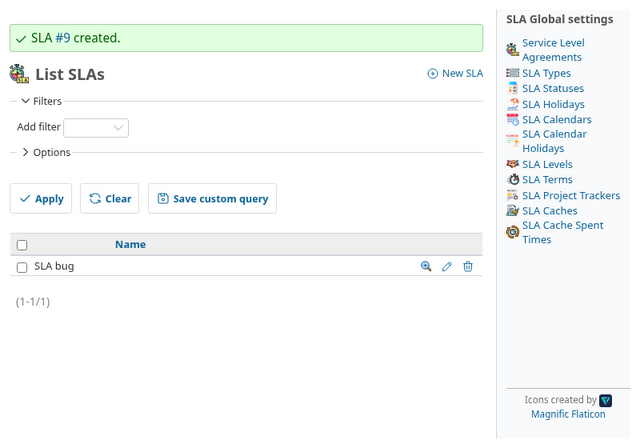 SLA #9 created.
List SLAs
New SLA
Filters
Add filter
Options
Apply
Clear
Save custom query
Name
SLA bug
(1-1/1)
SLA Global settings
Service Level
Agreements
SLA Types
SLA Statuses
SLA Holidays
SLA Calendars
SLA Calendar
Holidays
SLA Levels
SLA Terms
SLA Project Trackers
SLA Caches
SLA Cache Spent
Times
Icons created by
Magnific Flaticon